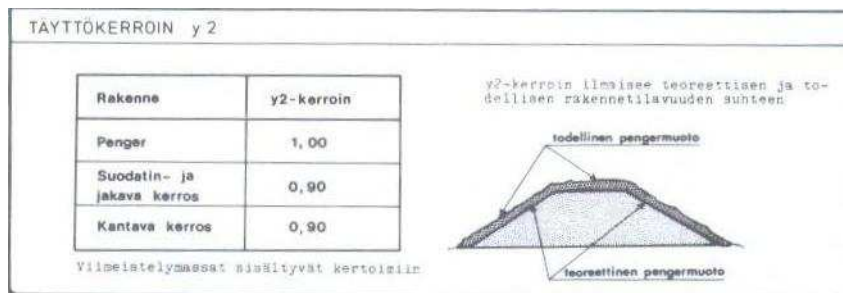 TÄYTTÖKERROIN y 2
Rakenne y2-kerroin
Penger 1,00
Suodatin- ja
jakava kerros 0,90
Kantava kerros 0,90
Viimeistelymassat sisältyvät kertoimiin
y2-kerroin ilmaisee teoreettisen ja to-
dellisen rakennetilavuuden suhteen
todellinen pengermuoto
teoreettinen pengermuoto